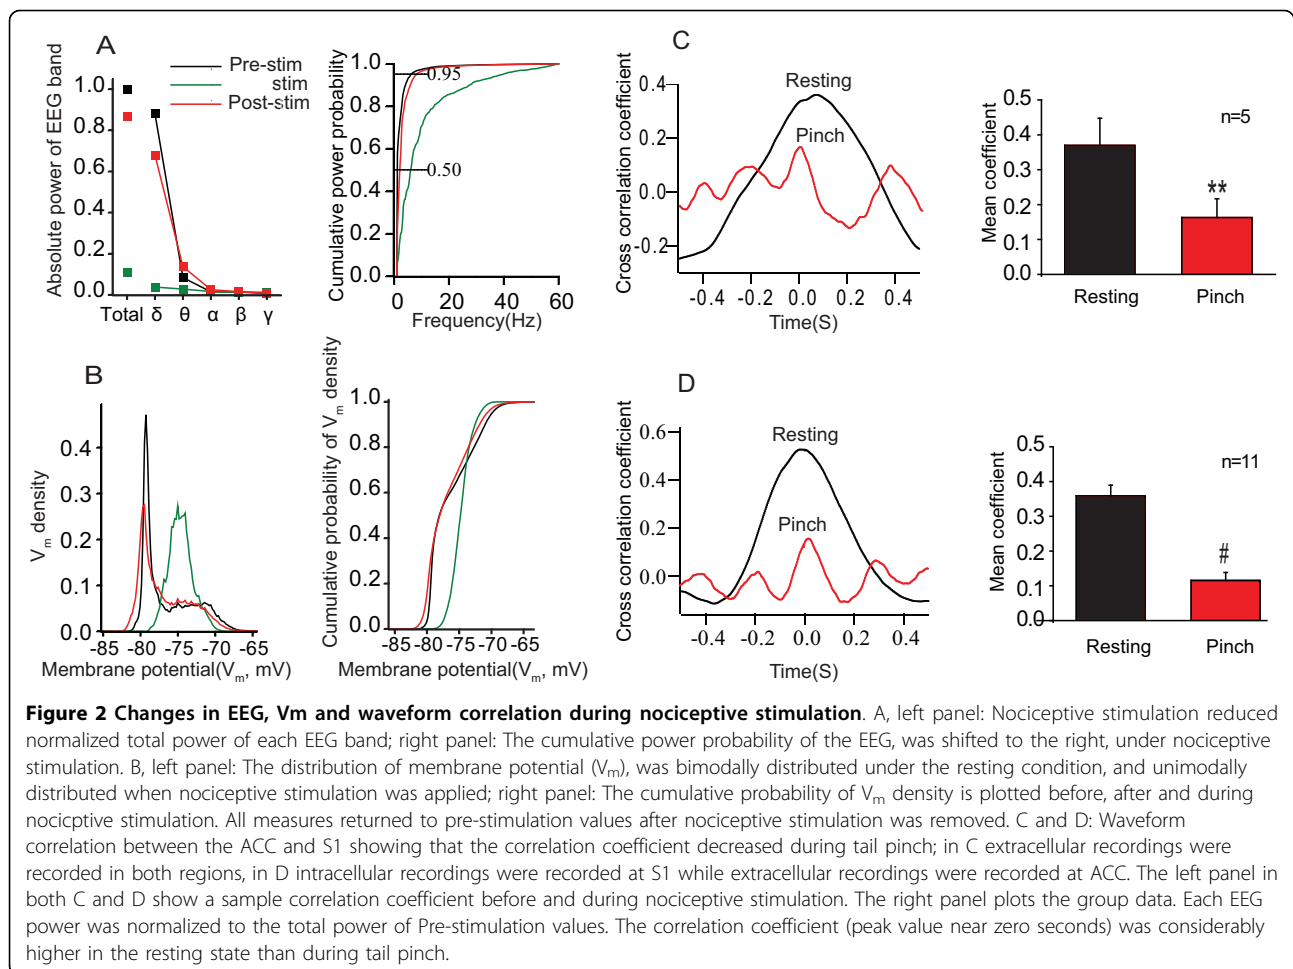 A
Pre-stim
stim
Post-stim
Absolute power of EEG band
1.0
0.8
0.6
0.4
0.2
0.0
Total δ θ α β γ
Cumulative power probability
1.0
0.8
0.6
0.4
0.2
0.0
0.95
0.50
0 20 40 60
Frequency(Hz)
C
Cross correlation coefficient
0.4
0.2
0.0
-0.2
Resting
Pinch
-0.4 -0.2 0.0 0.2 0.4
Time(S)
Mean coefficient
0.5
0.4
0.3
0.2
0.1
0.0
n=5
**
Resting Pinch
B
Vm density
0.4
0.3
0.2
0.1
0.0
-85 -80 -75 -70 -65
Membrane potential(Vm, mV)
Cumulative probability of Vm density
1.0
0.8
0.6
0.4
0.2
0.0
-85 -80 -75 -70 -65
Membrane potential(Vm, mV)
D
Cross correlation coefficient
0.6
0.4
0.2
0.0
Resting
Pinch
-0.4 -0.2 0.0 0.2 0.4
Time(S)
Mean coefficient
0.5
0.4
0.3
0.2
0.1
0.0
n=11
#
Resting Pinch
Figure 2 Changes in EEG, Vm and waveform correlation during nociceptive stimulation. A, left panel: Nociceptive stimulation reduced
normalized total power of each EEG band; right panel: The cumulative power probability of the EEG, was shifted to the right, under nociceptive
stimulation. B, left panel: The distribution of membrane potential (Vm), was bimodally distributed under the resting condition, and unimodally
distributed when nociceptive stimulation was applied; right panel: The cumulative probability of Vm density is plotted before, after and during
nocicptive stimulation. All measures returned to pre-stimulation values after nociceptive stimulation was removed. C and D: Waveform
correlation between the ACC and S1 showing that the correlation coefficient decreased during tail pinch; in C extracellular recordings were
recorded in both regions, in D intracellular recordings were recorded at S1 while extracellular recordings were recorded at ACC. The left panel in
both C and D show a sample correlation coefficient before and during nociceptive stimulation. The right panel plots the group data. Each EEG
power was normalized to the total power of Pre-stimulation values. The correlation coefficient (peak value near zero seconds) was considerably
higher in the resting state than during tail pinch.